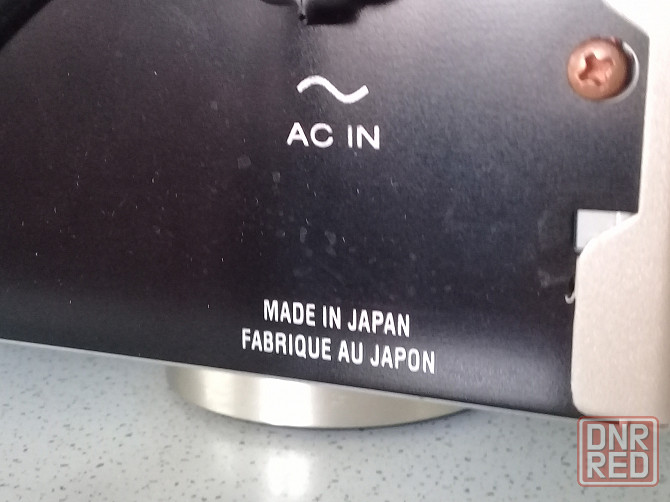 AC IN
MADE IN JAPAN
FABRIQUE AU JAPON
DNR
RED